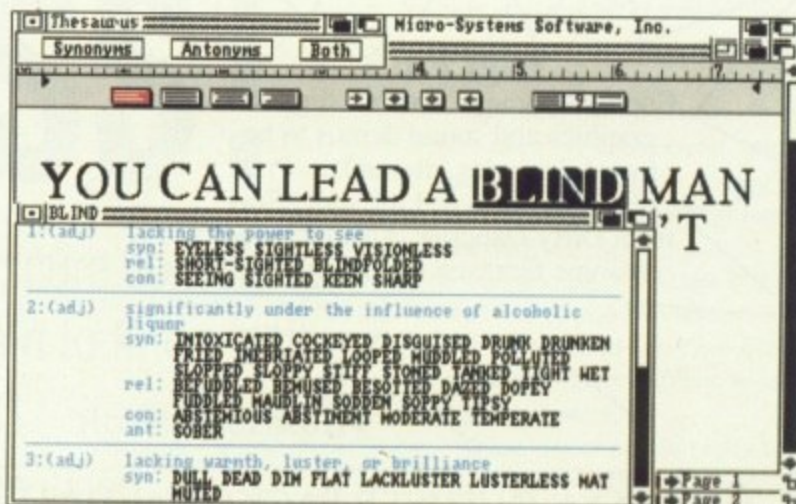 Thesaurus
Micro-Systems Software, Inc.
Synonyms Antonyms Both
4 5 6 7
9
YOU CAN LEAD A BLIND MAN
'T
BLIND
1:(adj) lacking the power to see
syn: EYELESS SIGHTLESS VISIONLESS
rel: SHORT-SIGHTED BLINDFOLDED
con: SEEING SIGHTED KEEN SHARP
2:(adj) significantly under the influence of alcoholic
liquor
syn: INTOXICATED COCKEYED DISGUISED DRUNK DRUNKEN
FRIED INEBRIATED LOOPED MUDDLED POLLUTED
SLOPPED SLOPPY STIFF STONED TANKED TIGHT WET
rel: BEFUDDLED BEMUSED BESOTTED DAZED DOPEY
FUDDLED MAUDLIN SODDEN SOPPY TIPSY
con: ABSTEMIOUS ABSTINENT MODERATE TEMPERATE
ant: SOBER
3:(adj) lacking warmth, luster, or brilliance
syn: DULL DEAD DIM FLAT LACKLUSTER LUSTERLESS MAT
MUTED
Page 1
Page